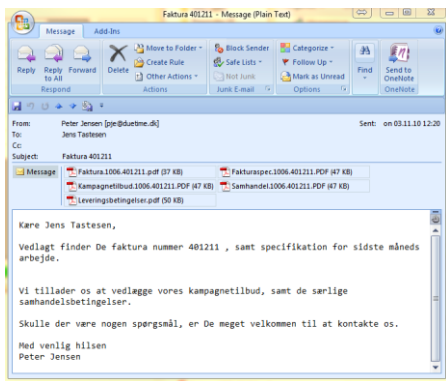 Faktura 401211 - Message (Plain Text)
Message Add-Ins
Reply Reply to All Forward Delete Move to Folder Create Rule Other Actions Block Sender Safe Lists Not Junk Categorize Follow Up Mark as Unread Find Send to OneNote
Respond Actions Junk E-mail Options OneNote
From: Peter Jensen [pje@duetime.dk] Sent: on 03.11.10 12:20
To: Jens Tastesen
Cc:
Subject: Faktura 401211
Message Faktura.1006.401211.pdf (37 KB) Fakturasper.1006.401211.PDF (47 KB)
Kampagnetilbud.1006.401211.PDF (47 KB) Samhandel.1006.401211.PDF (47 KB)
Leveringsbetingelser.pdf (50 KB)
Kære Jens Tastesen,
Vedlagt finder De faktura nummer 401211 , samt specifikation for sidste måneds
arbejde.
Vi tillader os at vedlægge vores kampagnetilbud, samt de særlige
samhandelsbetingelser.
Skulle der være nogen spørgsmål, er De meget velkommen til at kontakte os.
Med venlig hilsen
Peter Jensen